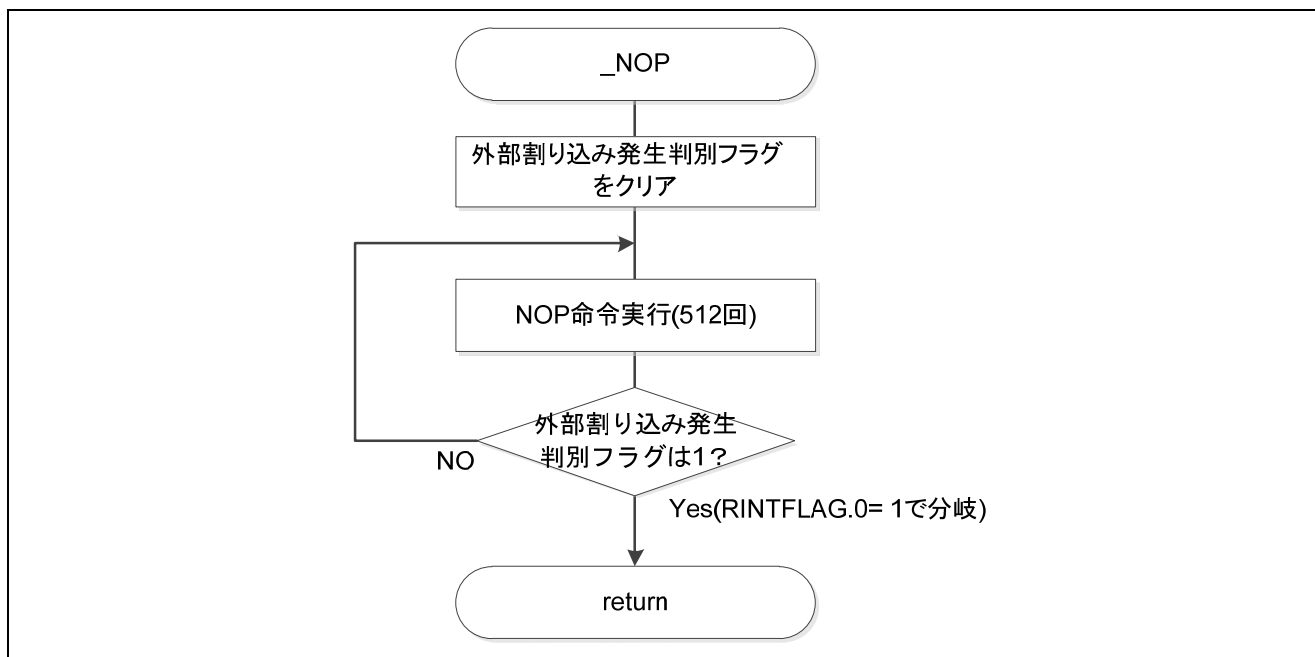 _NOP
外部割り込み発生判別フラグ
をクリア
NOP命令実行(512回)
外部割り込み発生
判別フラグは1？
NO
Yes(RINTFLAG.0= 1で分岐)
return